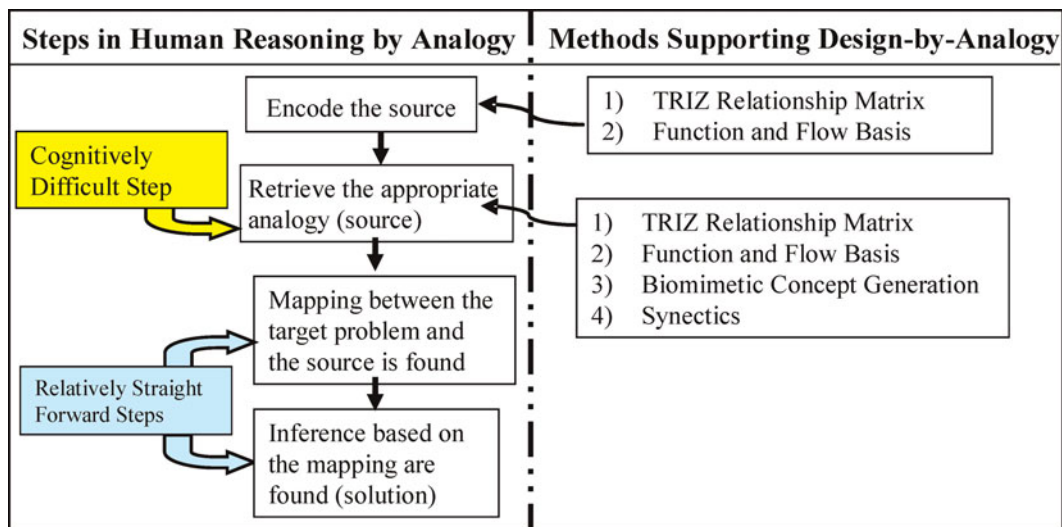 Steps in Human Reasoning by Analogy
Methods Supporting Design-by-Analogy
Encode the source
1) TRIZ Relationship Matrix
2) Function and Flow Basis
Cognitively
Difficult Step
Retrieve the appropriate
analogy (source)
1) TRIZ Relationship Matrix
2) Function and Flow Basis
3) Biomimetic Concept Generation
4) Synectics
Mapping between the
target problem and
the source is found
Relatively Straight
Forward Steps
Inference based on
the mapping are
found (solution)